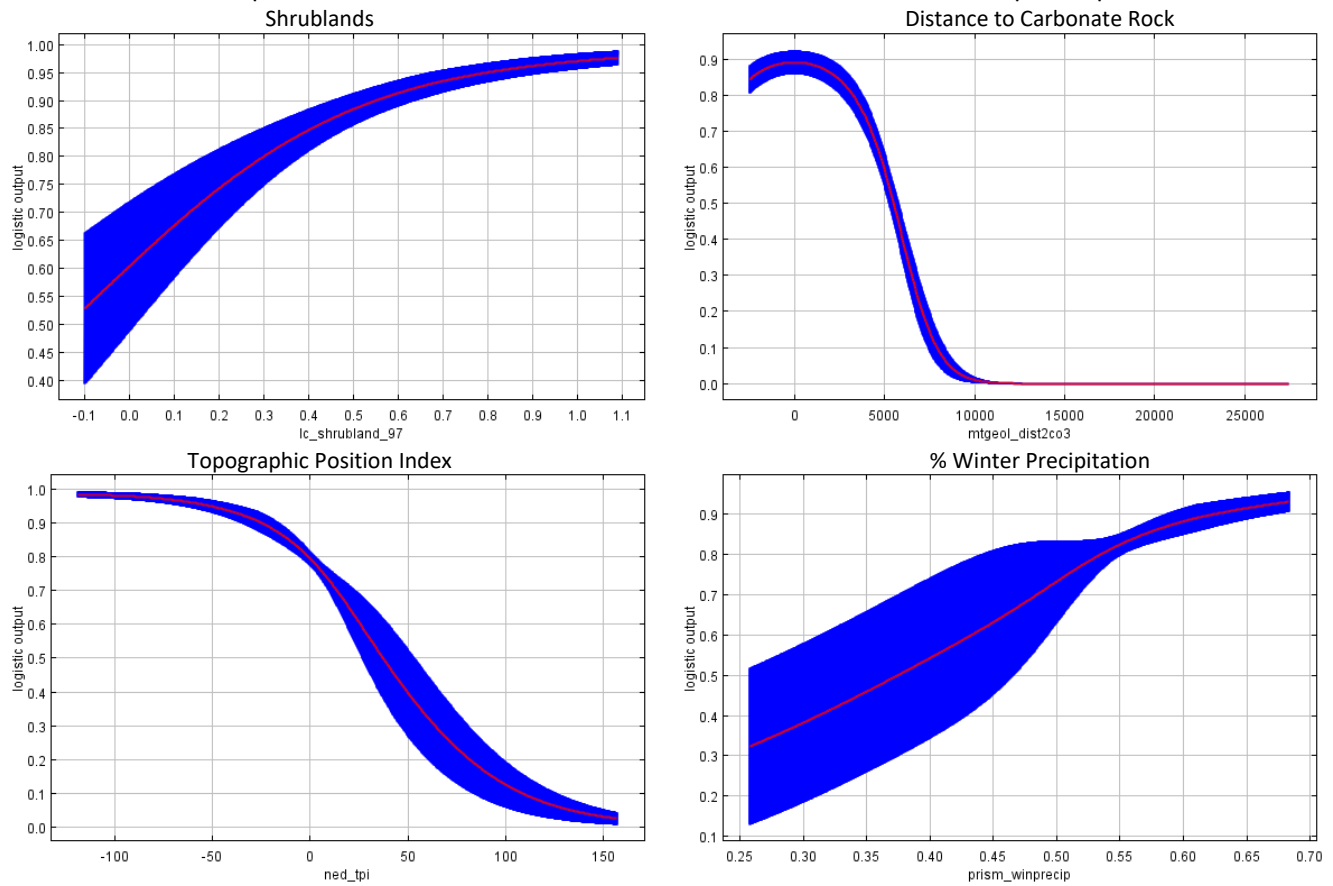 Shrublands
1.00
0.95
0.90
0.85
0.80
0.75
0.70
0.65
0.60
0.55
0.50
0.45
0.40
logistic output
-0.1 0.0 0.1 0.2 0.3 0.4 0.5 0.6 0.7 0.8 0.9 1.0 1.1
lc_shrubland_97
Distance to Carbonate Rock
0.9
0.8
0.7
0.6
0.5
0.4
0.3
0.2
0.1
0.0
logistic output
0 5000 10000 15000 20000 25000
mtgeol_dist2co3
Topographic Position Index
1.0
0.9
0.8
0.7
0.6
0.5
0.4
0.3
0.2
0.1
0.0
logistic output
-100 -50 0 50 100 150
ned_tpi
% Winter Precipitation
0.9
0.8
0.7
0.6
0.5
0.4
0.3
0.2
0.1
logistic output
0.25 0.30 0.35 0.40 0.45 0.50 0.55 0.60 0.65 0.70
prism_winprecip